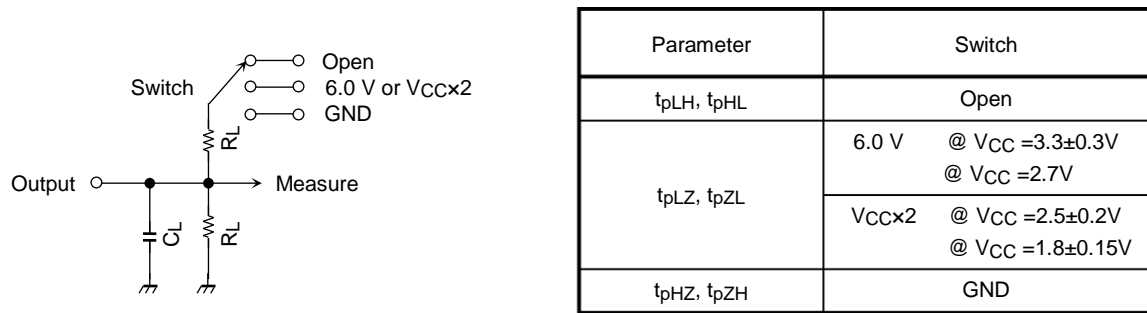 Open
Switch
6.0 V or VCC×2
GND
RL
Output
Measure
CL
RL
Parameter Switch
tpLH, tpHL Open
tpLZ, tpZL
6.0 V @ VCC =3.3±0.3V
@ VCC =2.7V
VCC×2 @ VCC =2.5±0.2V
@ VCC =1.8±0.15V
tpHZ, tpZH GND